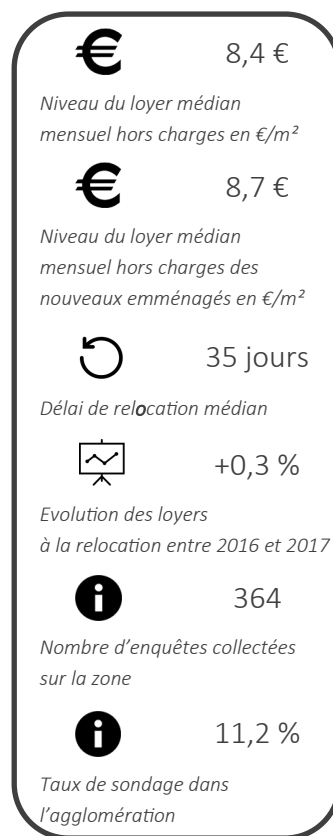 8,4 €
Niveau du loyer médian
mensuel hors charges en €/m²
8,7 €
Niveau du loyer médian
mensuel hors charges des
nouveaux emménagés en €/m²
35 jours
Délai de relocation médian
+0,3 %
Evolution des loyers
à la relocation entre 2016 et 2017
364
Nombre d’enquêtes collectées
sur la zone
11,2 %
Taux de sondage dans
l’agglomération